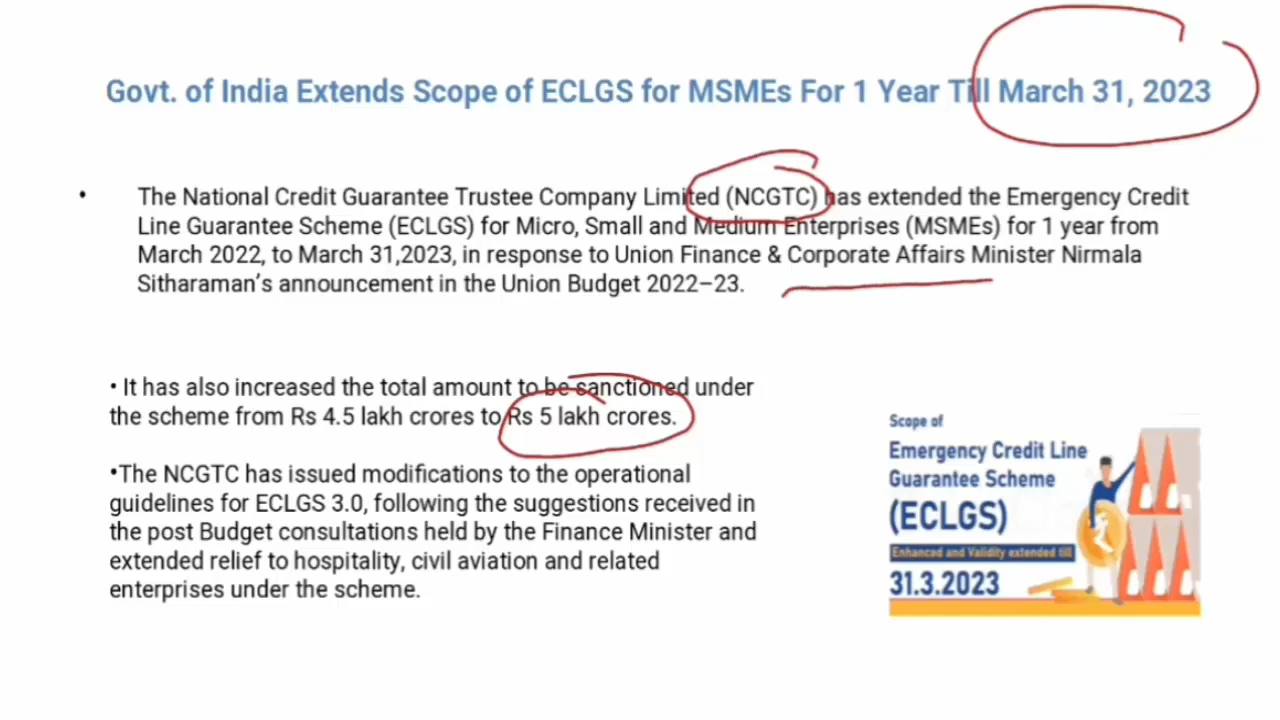 Govt. of India Extends Scope of ECLGS for MSMEs For 1 Year Till March 31, 2023
• The National Credit Guarantee Trustee Company Limited (NCGTC) has extended the Emergency Credit
Line Guarantee Scheme (ECLGS) for Micro, Small and Medium Enterprises (MSMEs) for 1 year from
March 2022, to March 31,2023, in response to Union Finance & Corporate Affairs Minister Nirmala
Sitharaman's announcement in the Union Budget 2022–23.
• It has also increased the total amount to be sanctioned under
the scheme from Rs 4.5 lakh crores to Rs 5 lakh crores.
•The NCGTC has issued modifications to the operational
guidelines for ECLGS 3.0, following the suggestions received in
the post Budget consultations held by the Finance Minister and
extended relief to hospitality, civil aviation and related
enterprises under the scheme.
Scope of
Emergency Credit Line
Guarantee Scheme
(ECLGS)
Enhanced and Validity extended till
31.3.2023